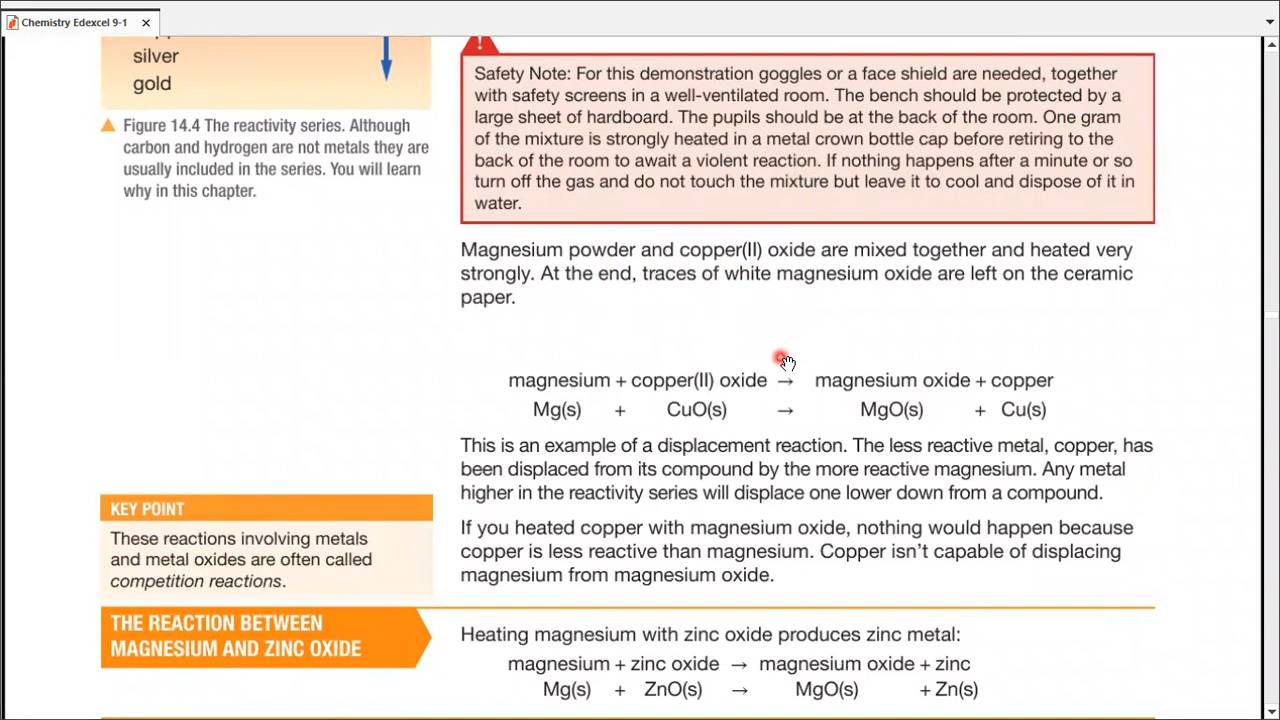 Chemistry Edexcel 9-1
silver
gold
Figure 14.4 The reactivity series. Although
carbon and hydrogen are not metals they are
usually included in the series. You will learn
why in this chapter.
!
Safety Note: For this demonstration goggles or a face shield are needed, together
with safety screens in a well-ventilated room. The bench should be protected by a
large sheet of hardboard. The pupils should be at the back of the room. One gram
of the mixture is strongly heated in a metal crown bottle cap before retiring to the
back of the room to await a violent reaction. If nothing happens after a minute or so
turn off the gas and do not touch the mixture but leave it to cool and dispose of it in
water.
Magnesium powder and copper(II) oxide are mixed together and heated very
strongly. At the end, traces of white magnesium oxide are left on the ceramic
paper.
magnesium + copper(II) oxide → magnesium oxide + copper
Mg(s) + CuO(s) → MgO(s) + Cu(s)
This is an example of a displacement reaction. The less reactive metal, copper, has
been displaced from its compound by the more reactive magnesium. Any metal
higher in the reactivity series will displace one lower down from a compound.
KEY POINT
These reactions involving metals
and metal oxides are often called
competition reactions.
If you heated copper with magnesium oxide, nothing would happen because
copper is less reactive than magnesium. Copper isn't capable of displacing
magnesium from magnesium oxide.
THE REACTION BETWEEN
MAGNESIUM AND ZINC OXIDE
Heating magnesium with zinc oxide produces zinc metal:
magnesium + zinc oxide → magnesium oxide + zinc
Mg(s) + ZnO(s) → MgO(s) + Zn(s)